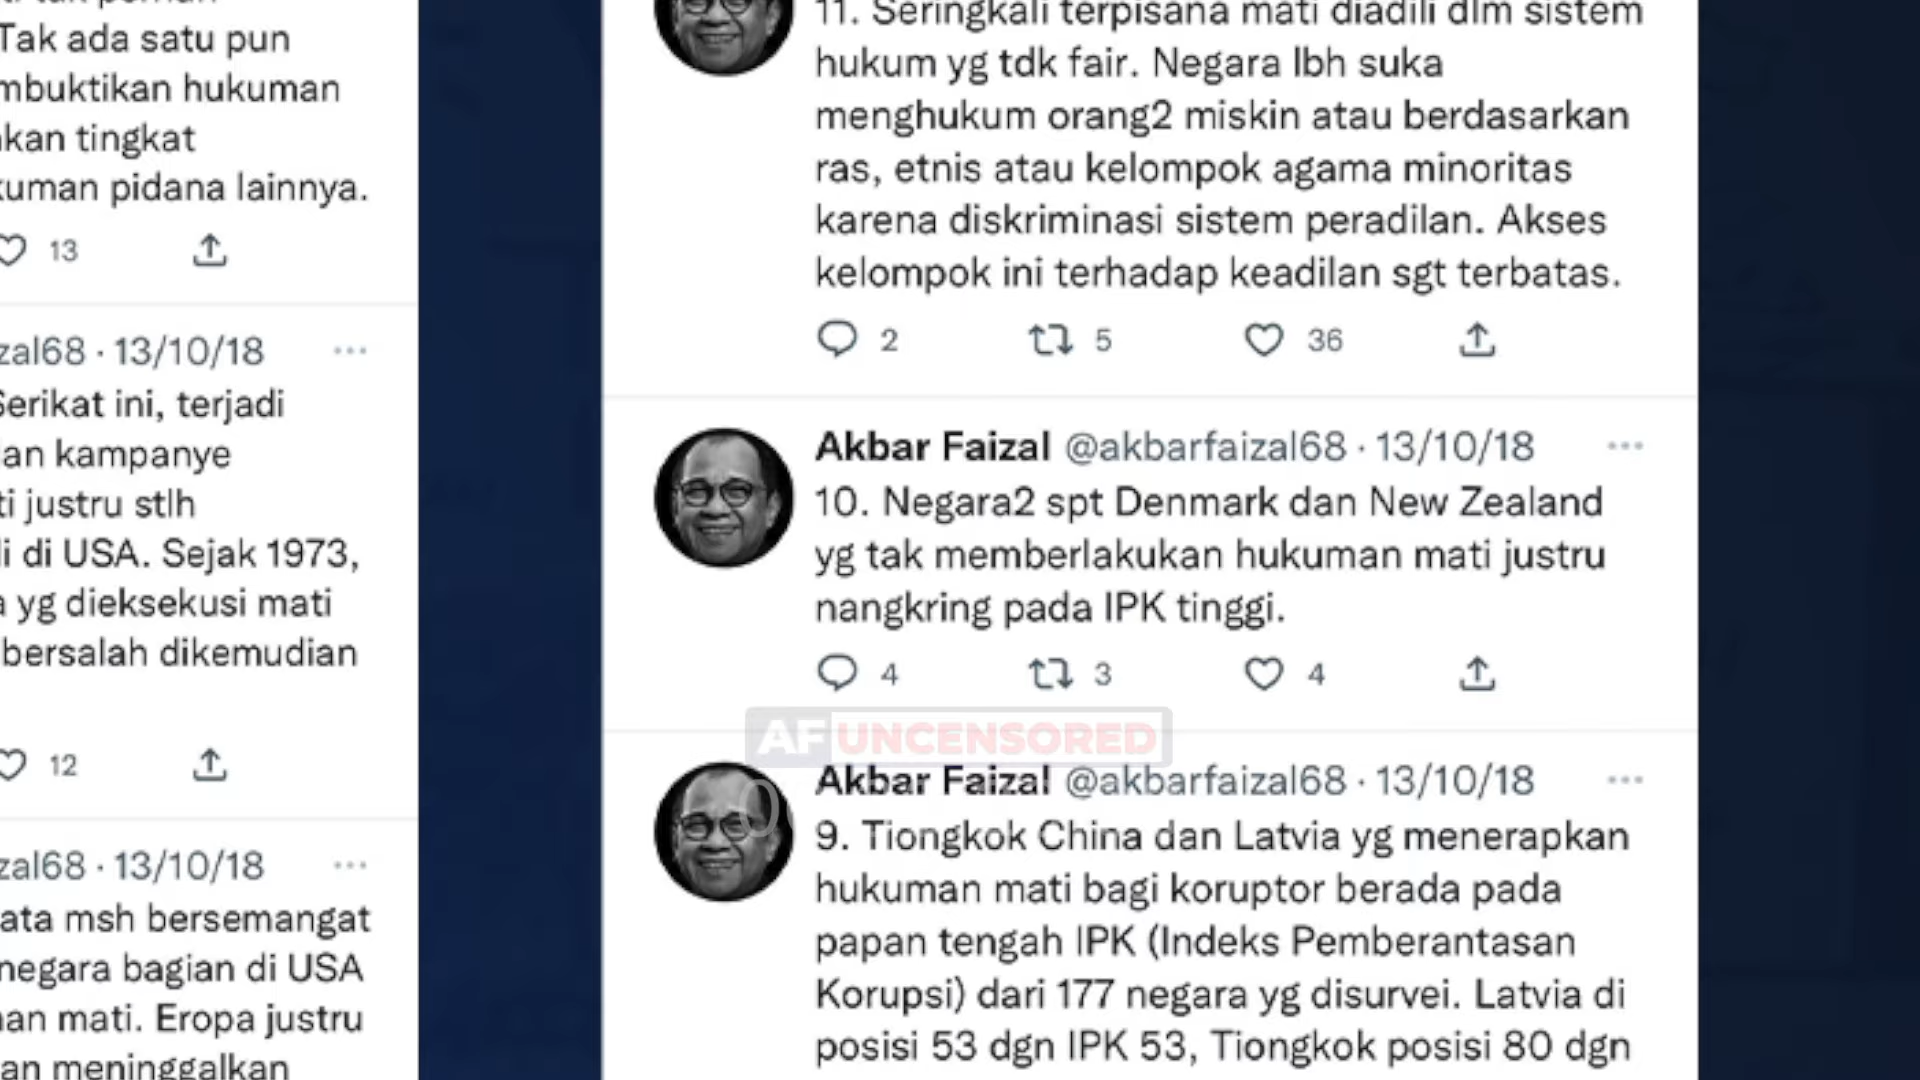 Tak ada satu pun
mbuktikan hukuman
kan tingkat
kuman pidana lainnya.
13
zal68 · 13/10/18
Serikat ini, terjadi
an kampanye
ti justru stlh
li di USA. Sejak 1973,
a yg dieksekusi mati
bersalah dikemudian
12
zal68 · 13/10/18
ata msh bersemangat
negara bagian di USA
an mati. Eropa justru
an meninggalkan
11. Seringkali terpisana mati diadili dlm sistem
hukum yg tdk fair. Negara lbh suka
menghukum orang2 miskin atau berdasarkan
ras, etnis atau kelompok agama minoritas
karena diskriminasi sistem peradilan. Akses
kelompok ini terhadap keadilan sgt terbatas.
2 5 36
Akbar Faizal @akbarfaizal68 · 13/10/18
10. Negara2 spt Denmark dan New Zealand
yg tak memberlakukan hukuman mati justru
nangkring pada IPK tinggi.
4 3 4
AF UNCENSORED
Akbar Faizal @akbarfaizal68 · 13/10/18
9. Tiongkok China dan Latvia yg menerapkan
hukuman mati bagi koruptor berada pada
papan tengah IPK (Indeks Pemberantasan
Korupsi) dari 177 negara yg disurvei. Latvia di
posisi 53 dgn IPK 53, Tiongkok posisi 80 dgn